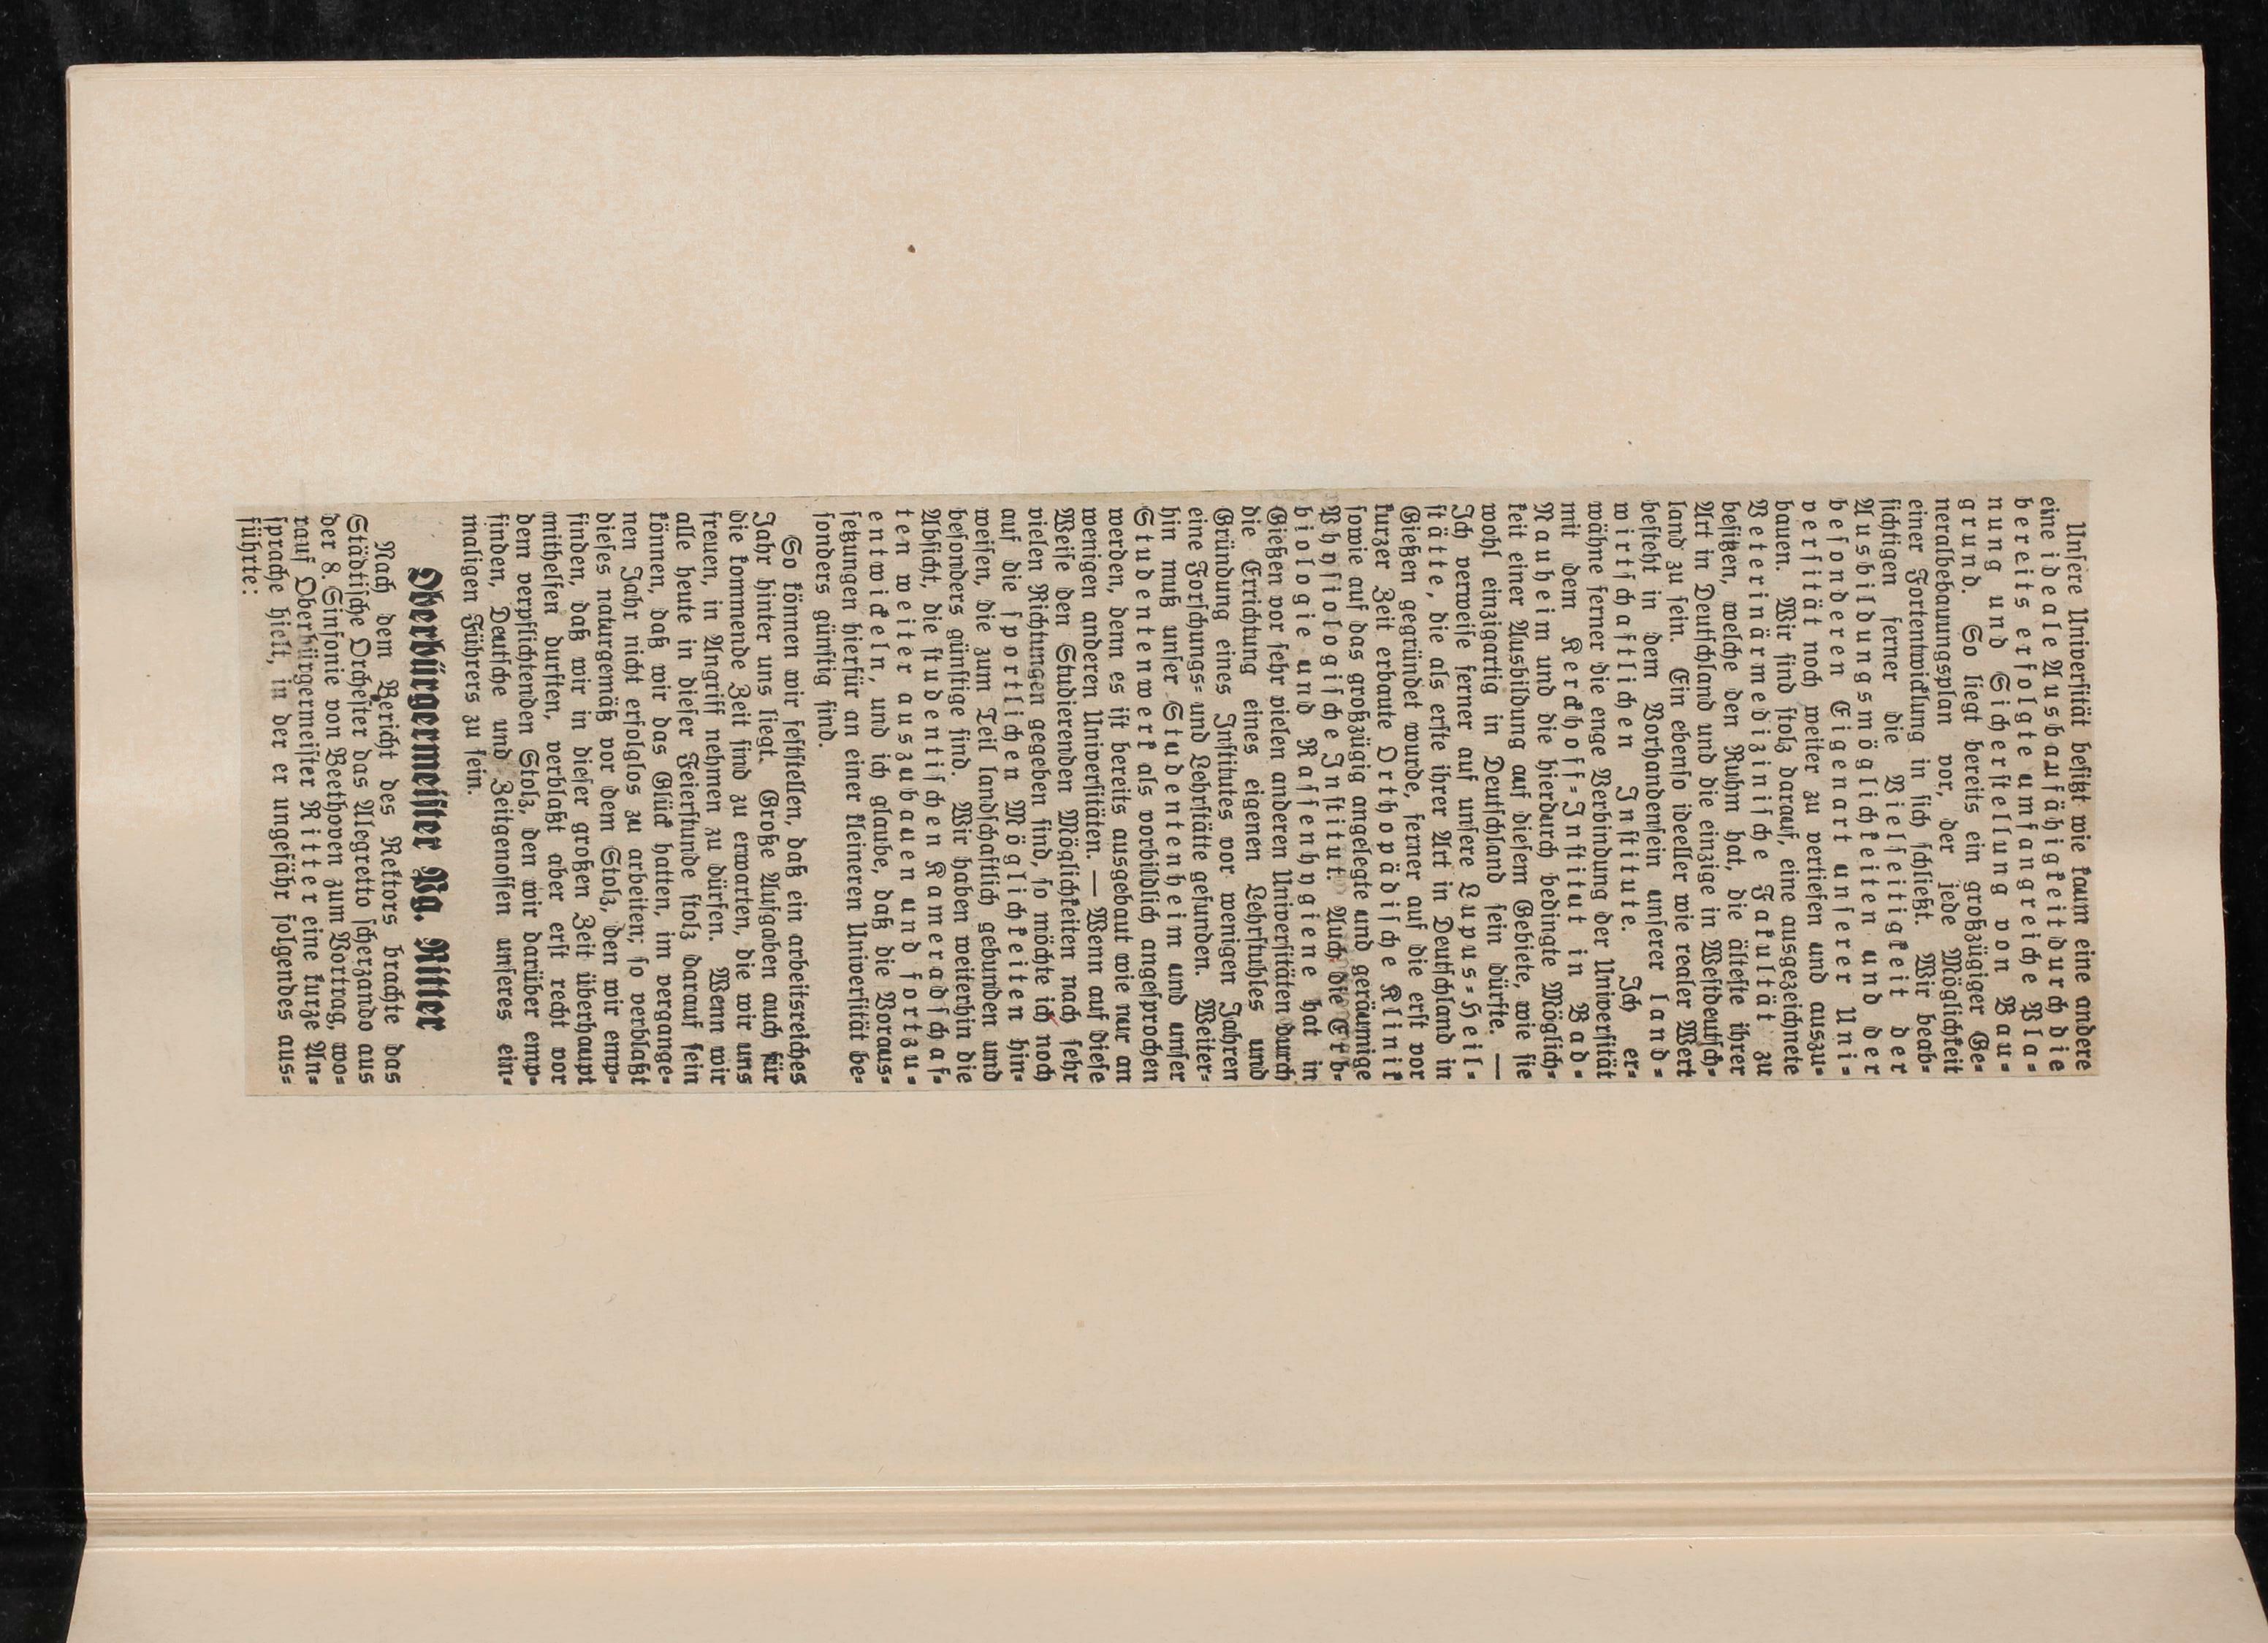 Unsere Universität besitzt wie kaum eine andere
eine ideale Ausbaufähigkeit durch die
bereits erfolgte umfangreiche Pla-
nung und Sicherstellung von Bau-
grund. So liegt bereits ein großzügiger Ge-
neralbebauungsplan vor, der jede Möglichkeit
einer Fortentwicklung in sich schließt. Wir beab-
sichtigen ferner die Vielseitigkeit der
Ausbildungsmöglichkeiten und der
besonderen Eigenart unserer Uni-
versität noch weiter zu vertiefen und auszu-
bauen. Wir sind stolz darauf, eine ausgezeichnete
Veterinärmedizinische Fakultät zu
besitzen, welche den Ruhm hat, die älteste ihrer
Art in Deutschland und die einzige in Westdeutsch-
land zu sein. Ein ebenso ideeller wie realer Wert
besteht in dem Vorhandensein unserer land-
wirtschaftlichen Institute. Ich er-
wähne ferner die enge Verbindung der Universität
mit dem Kerckhoff-Institut in Bad-
Nauheim und die hierdurch bedingte Möglich-
keit einer Ausbildung auf diesem Gebiete, wie sie
wohl einzigartig in Deutschland sein dürfte. —
Ich verweise ferner auf unsere Lupus-Heil-
stätte, die als erste ihrer Art in Deutschland in
Gießen gegründet wurde, ferner auf die erst vor
kurzer Zeit erbaute Orthopädische Klinik
sowie auf das großzügig angelegte und geräumige
Physiologische Institut. Auch die Erb-
biologie und Rassenhygiene hat in
Gießen vor sehr vielen anderen Universitäten durch
die Errichtung eines eigenen Lehrstuhles und
Gründung eines Institutes vor wenigen Jahren
eine Forschungs- und Lehrstätte gefunden. Weiter-
hin muß unser Studentenheim und unser
Studentenwerk als vorbildlich angesprochen
werden, denn es ist bereits ausgebaut wie nur an
wenigen anderen Universitäten. — Wenn auf diese
Weise den Studierenden Möglichkeiten nach sehr
vielen Richtungen gegeben sind, so möchte ich noch
auf die sportlichen Möglichkeiten hin-
weisen, die zum Teil landschaftlich gebunden und
besonders günstige sind. Wir haben weiterhin die
Absicht, die studentischen Kameradschaf-
ten weiter auszubauen und fortzu-
entwickeln, und ich glaube, daß die Voraus-
setzungen hierfür an einer kleineren Universität be-
sonders günstig sind.
So können wir feststellen, daß ein arbeitsreiches
Jahr hinter uns liegt. Große Aufgaben auch für
die kommende Zeit sind zu erwarten, die wir uns
freuen, in Angriff nehmen zu dürfen. Wenn wir
alle heute in dieser Feierstunde stolz darauf sein
können, daß wir das Glück hatten, im vergange-
nen Jahr nicht erfolglos zu arbeiten; so verblaßt
dieses naturgemäß vor dem Stolz, den wir emp-
finden, daß wir in dieser großen Zeit überhaupt
mithelfen durften, verblaßt aber erst recht vor
dem verpflichtenden Stolz, den wir darüber emp-
finden, Deutsche und Zeitgenossen unseres ein-
maligen Führers zu sein.
Oberbürgermeister Pg. Ritter
Nach dem Bericht des Rektors brachte das
Städtische Orchester das Alegretto scherzando aus
der 8. Sinfonie von Beethoven zum Vortrag, wo-
rauf Oberbürgermeister Ritter eine kurze An-
sprache hielt, in der er ungefähr folgendes aus-
führte: